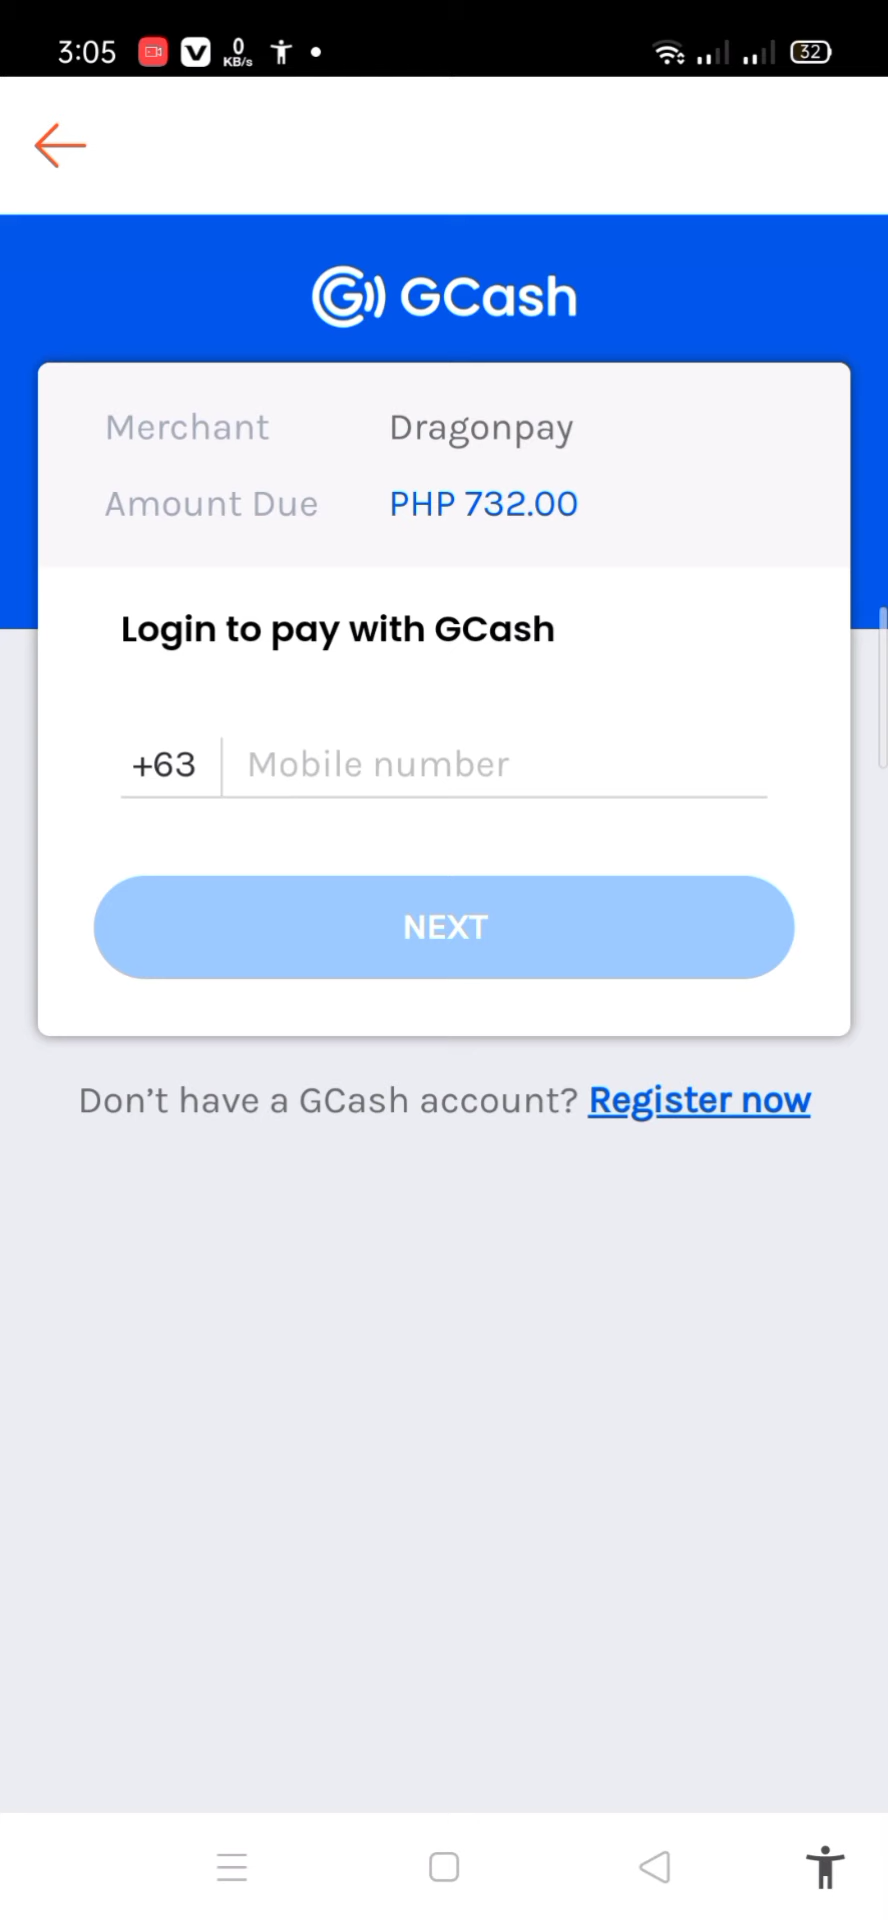 3:05 0 KB/s 32
GCash
Merchant Dragonpay
Amount Due PHP 732.00
Login to pay with GCash
+63 Mobile number
NEXT
Don't have a GCash account? Register now